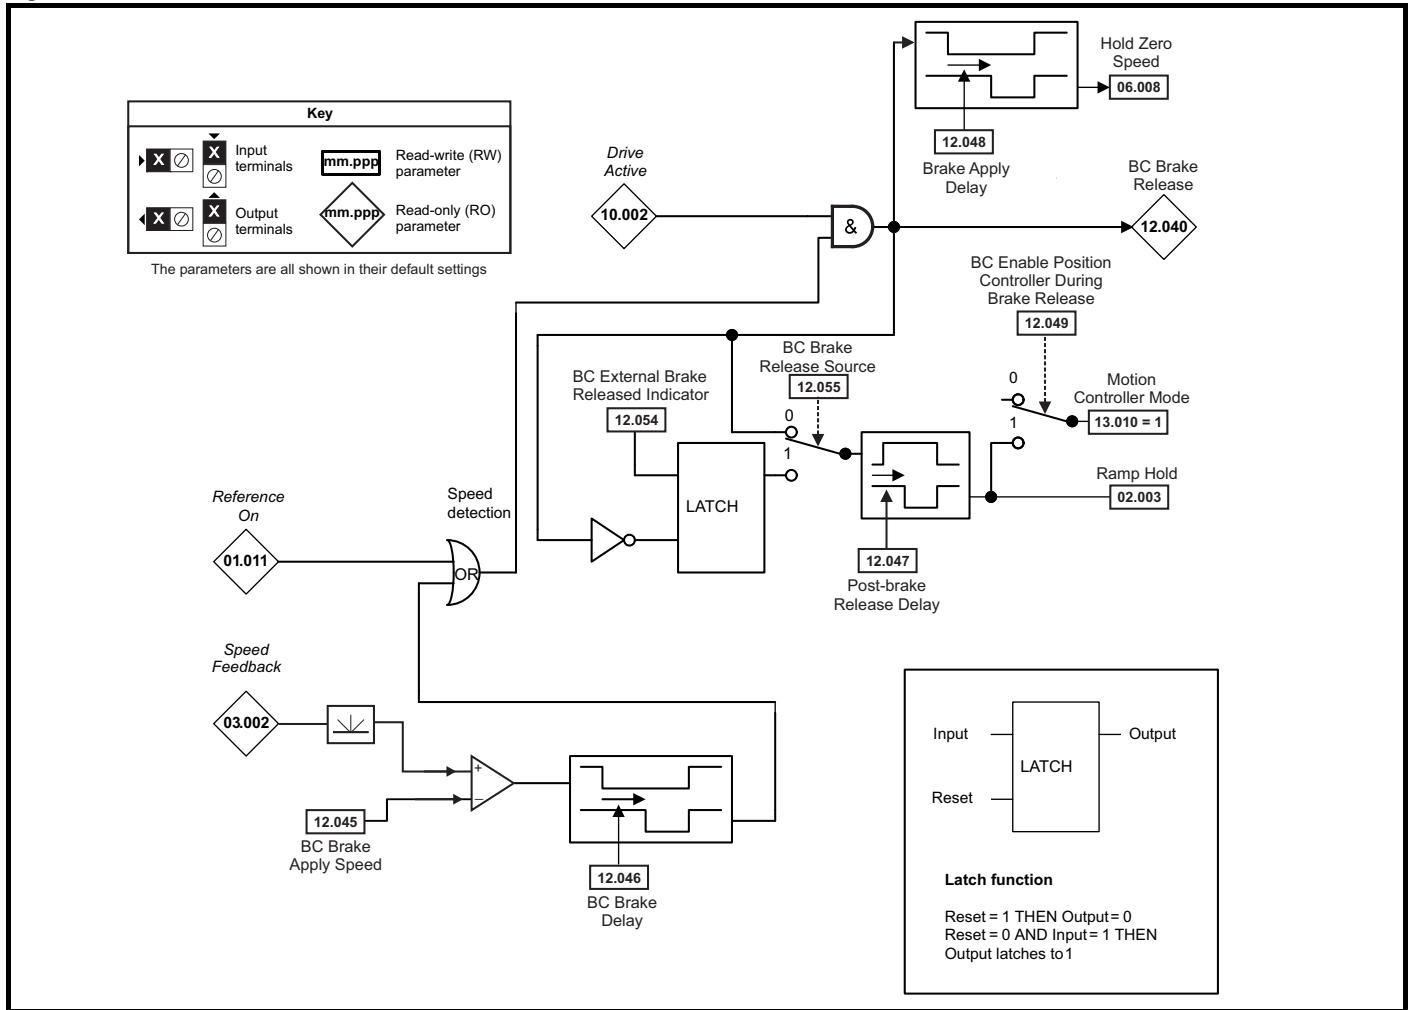 Hold Zero
Speed
06.008
12.048
Brake Apply
Delay
Key
X
X
Input
terminals
mm.ppp
Read-write (RW)
parameter
X
X
Output
terminals
mm.ppp
Read-only (RO)
parameter
The parameters are all shown in their default settings
Drive
Active
10.002
&
BC Brake
Release
12.040
BC Enable Position
Controller During
Brake Release
12.049
0
1
Motion
Controller Mode
13.010 = 1
BC Brake
Release Source
12.055
0
1
BC External Brake
Released Indicator
12.054
LATCH
Ramp Hold
02.003
12.047
Post-brake
Release Delay
Reference
On
01.011
Speed
detection
OR
Speed
Feedback
03.002
+
–
12.045
BC Brake
Apply Speed
12.046
BC Brake
Delay
Input
Output
LATCH
Reset
Latch function
Reset = 1 THEN Output = 0
Reset = 0 AND Input = 1 THEN
Output latches to 1